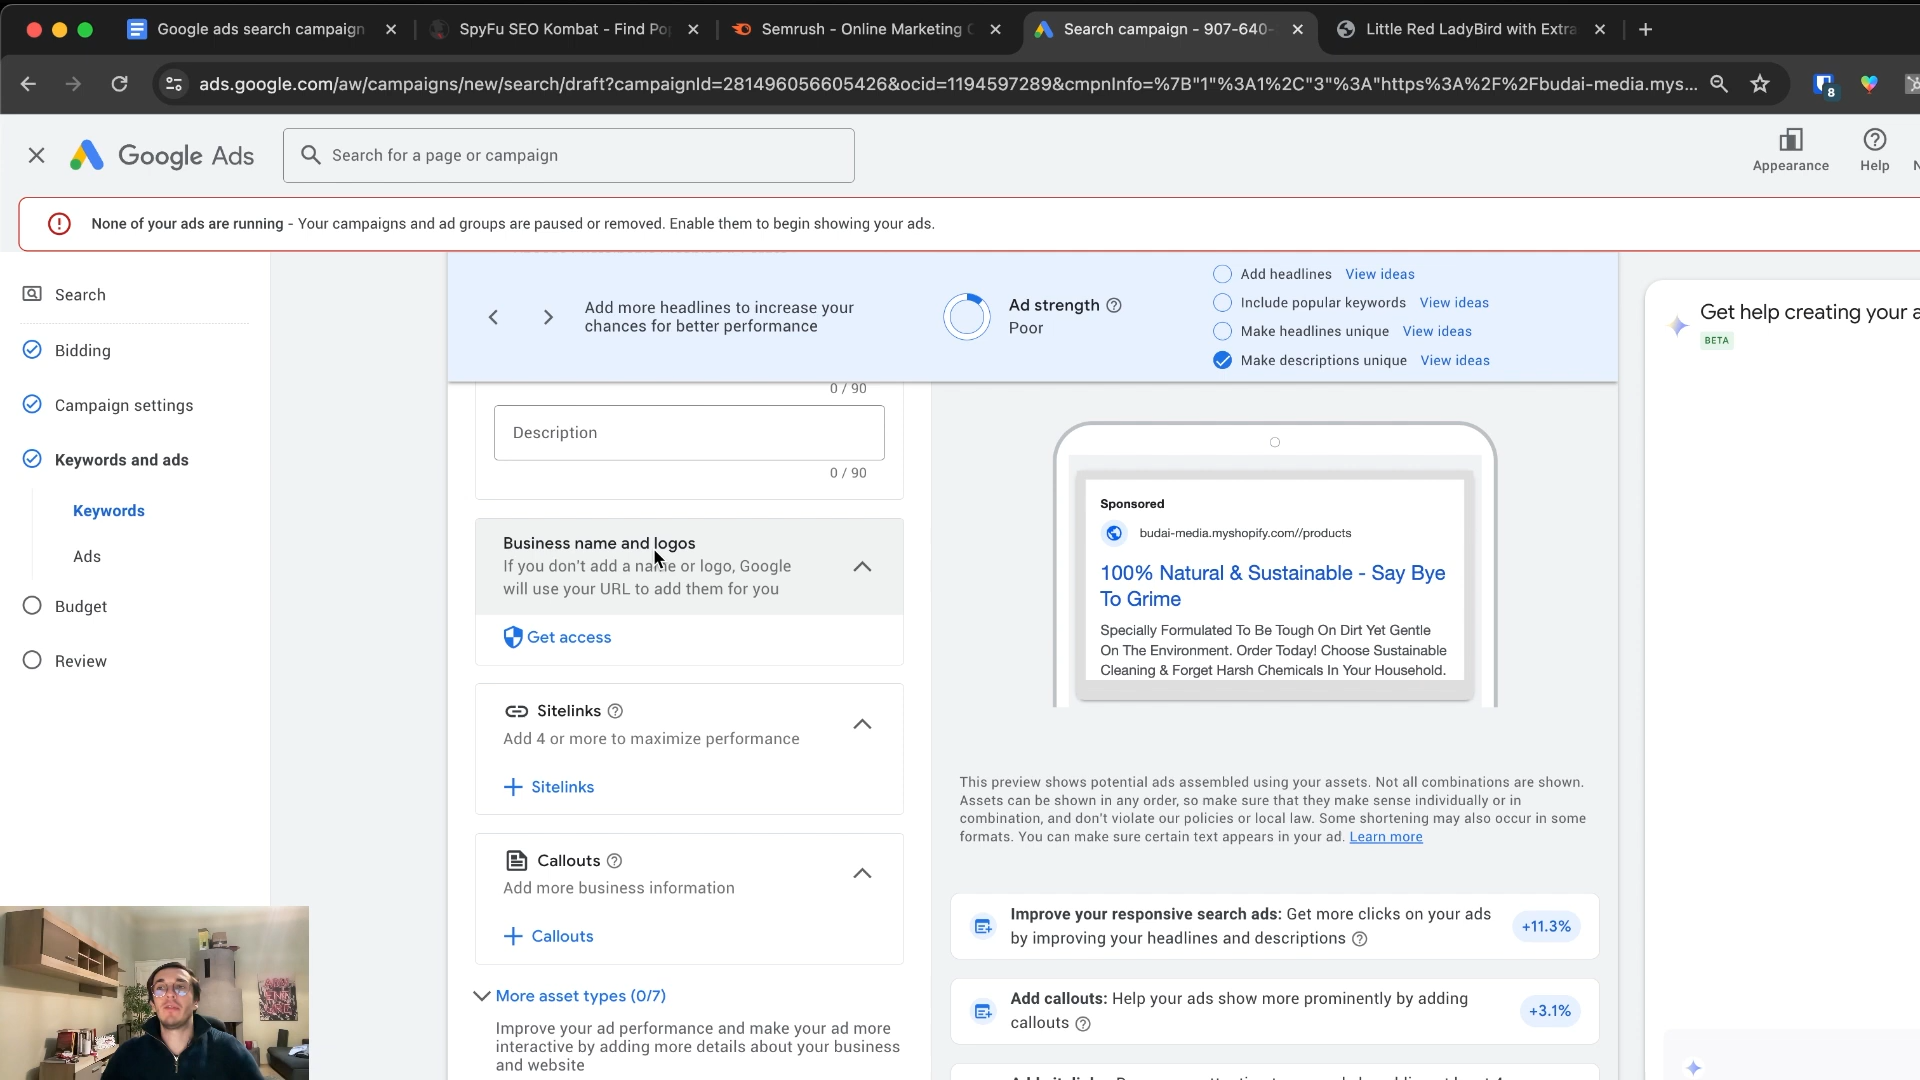 Google ads search campaign
SpyFu SEO Kombat - Find Po
Semrush - Online Marketing
Search campaign - 907-640-
Little Red LadyBird with Extra
ads.google.com/aw/campaigns/new/search/draft?campaignId=281496056605426&ocid=1194597289&cmpnInfo=%7B"1"%3A1%2C"3"%3A"https%3A%2F%2Fbudai-media.mys...
8
Google Ads
Search for a page or campaign
Appearance
Help
N
None of your ads are running - Your campaigns and ad groups are paused or removed. Enable them to begin showing your ads.
Search
Bidding
Campaign settings
Keywords and ads
Keywords
Ads
Budget
Review
Add more headlines to increase your
chances for better performance
Ad strength
Poor
Add headlines View ideas
Include popular keywords View ideas
Make headlines unique View ideas
Make descriptions unique View ideas
0 / 90
Description
0 / 90
Business name and logos
If you don't add a name or logo, Google
will use your URL to add them for you
Get access
Sitelinks
Add 4 or more to maximize performance
Sitelinks
Callouts
Add more business information
Callouts
More asset types (0/7)
Improve your ad performance and make your ad more
interactive by adding more details about your business
and website
Sponsored
budai-media.myshopify.com//products
100% Natural & Sustainable - Say Bye
To Grime
Specially Formulated To Be Tough On Dirt Yet Gentle
On The Environment. Order Today! Choose Sustainable
Cleaning & Forget Harsh Chemicals In Your Household.
This preview shows potential ads assembled using your assets. Not all combinations are shown.
Assets can be shown in any order, so make sure that they make sense individually or in
combination, and don't violate our policies or local law. Some shortening may also occur in some
formats. You can make sure certain text appears in your ad. Learn more
Improve your responsive search ads: Get more clicks on your ads
by improving your headlines and descriptions
+11.3%
Add callouts: Help your ads show more prominently by adding
callouts
+3.1%
Get help creating your a
BETA